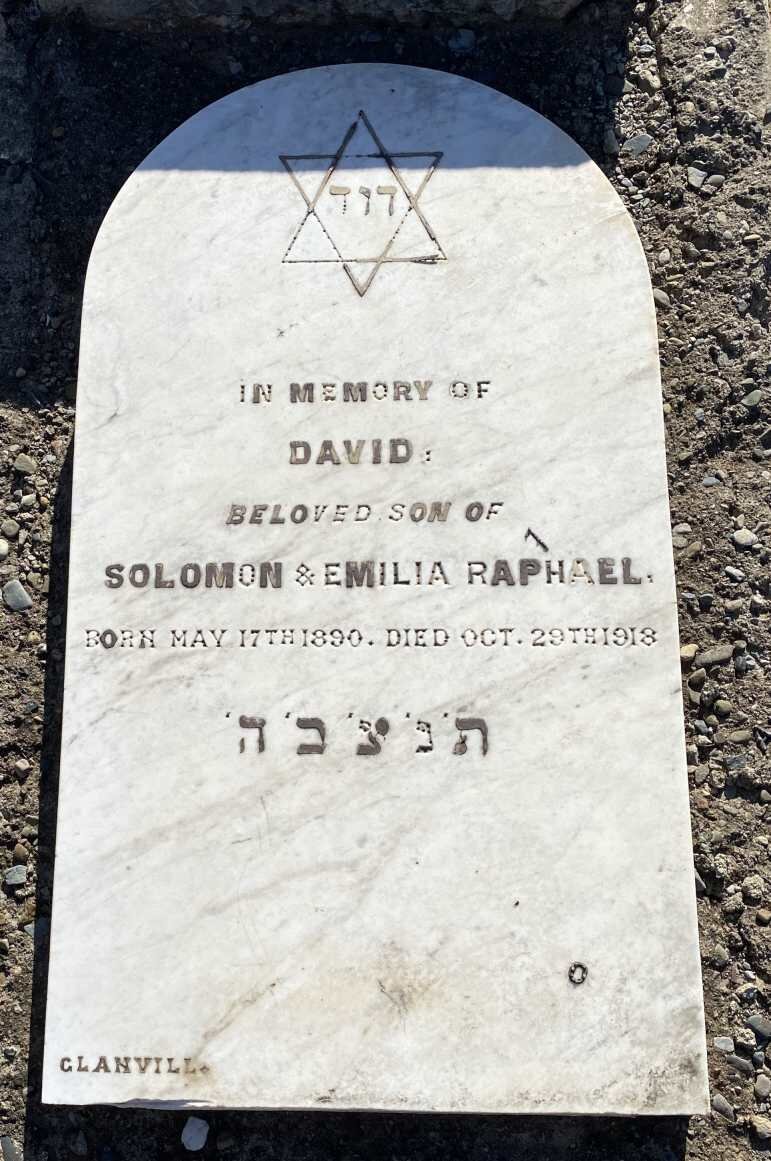 דוד
IN MEMORY OF
DAVID.
BELOVED SON OF
SOLOMON & EMILIA RAPHAEL.
BORN MAY 17TH 1890. DIED OCT. 29TH 1918
ת'נ'צ'ב'ה'
GLANVILLE